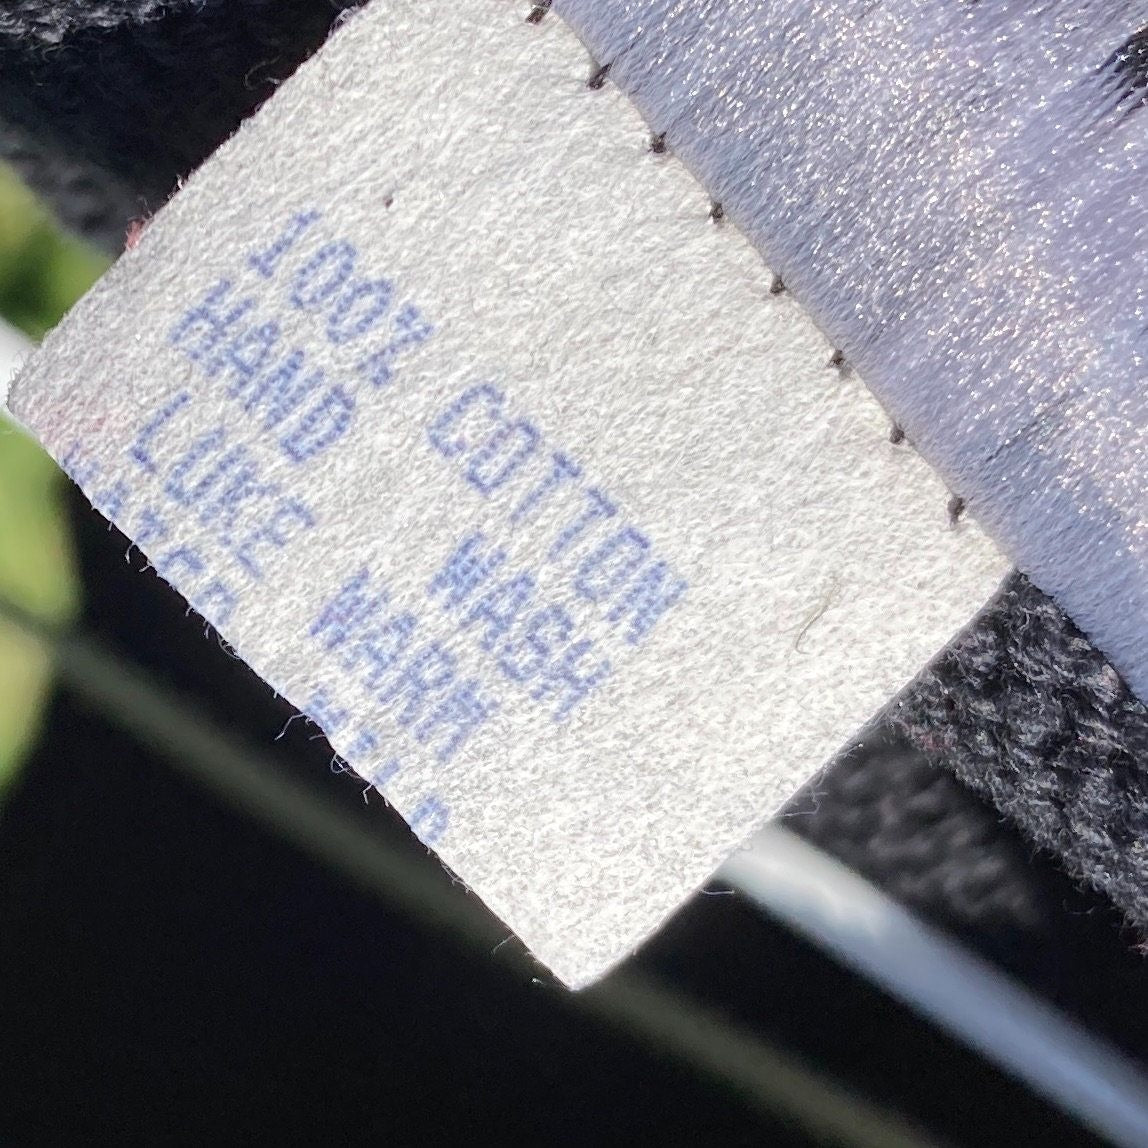 100% COTTON
HAND WASH
LUKE WARM